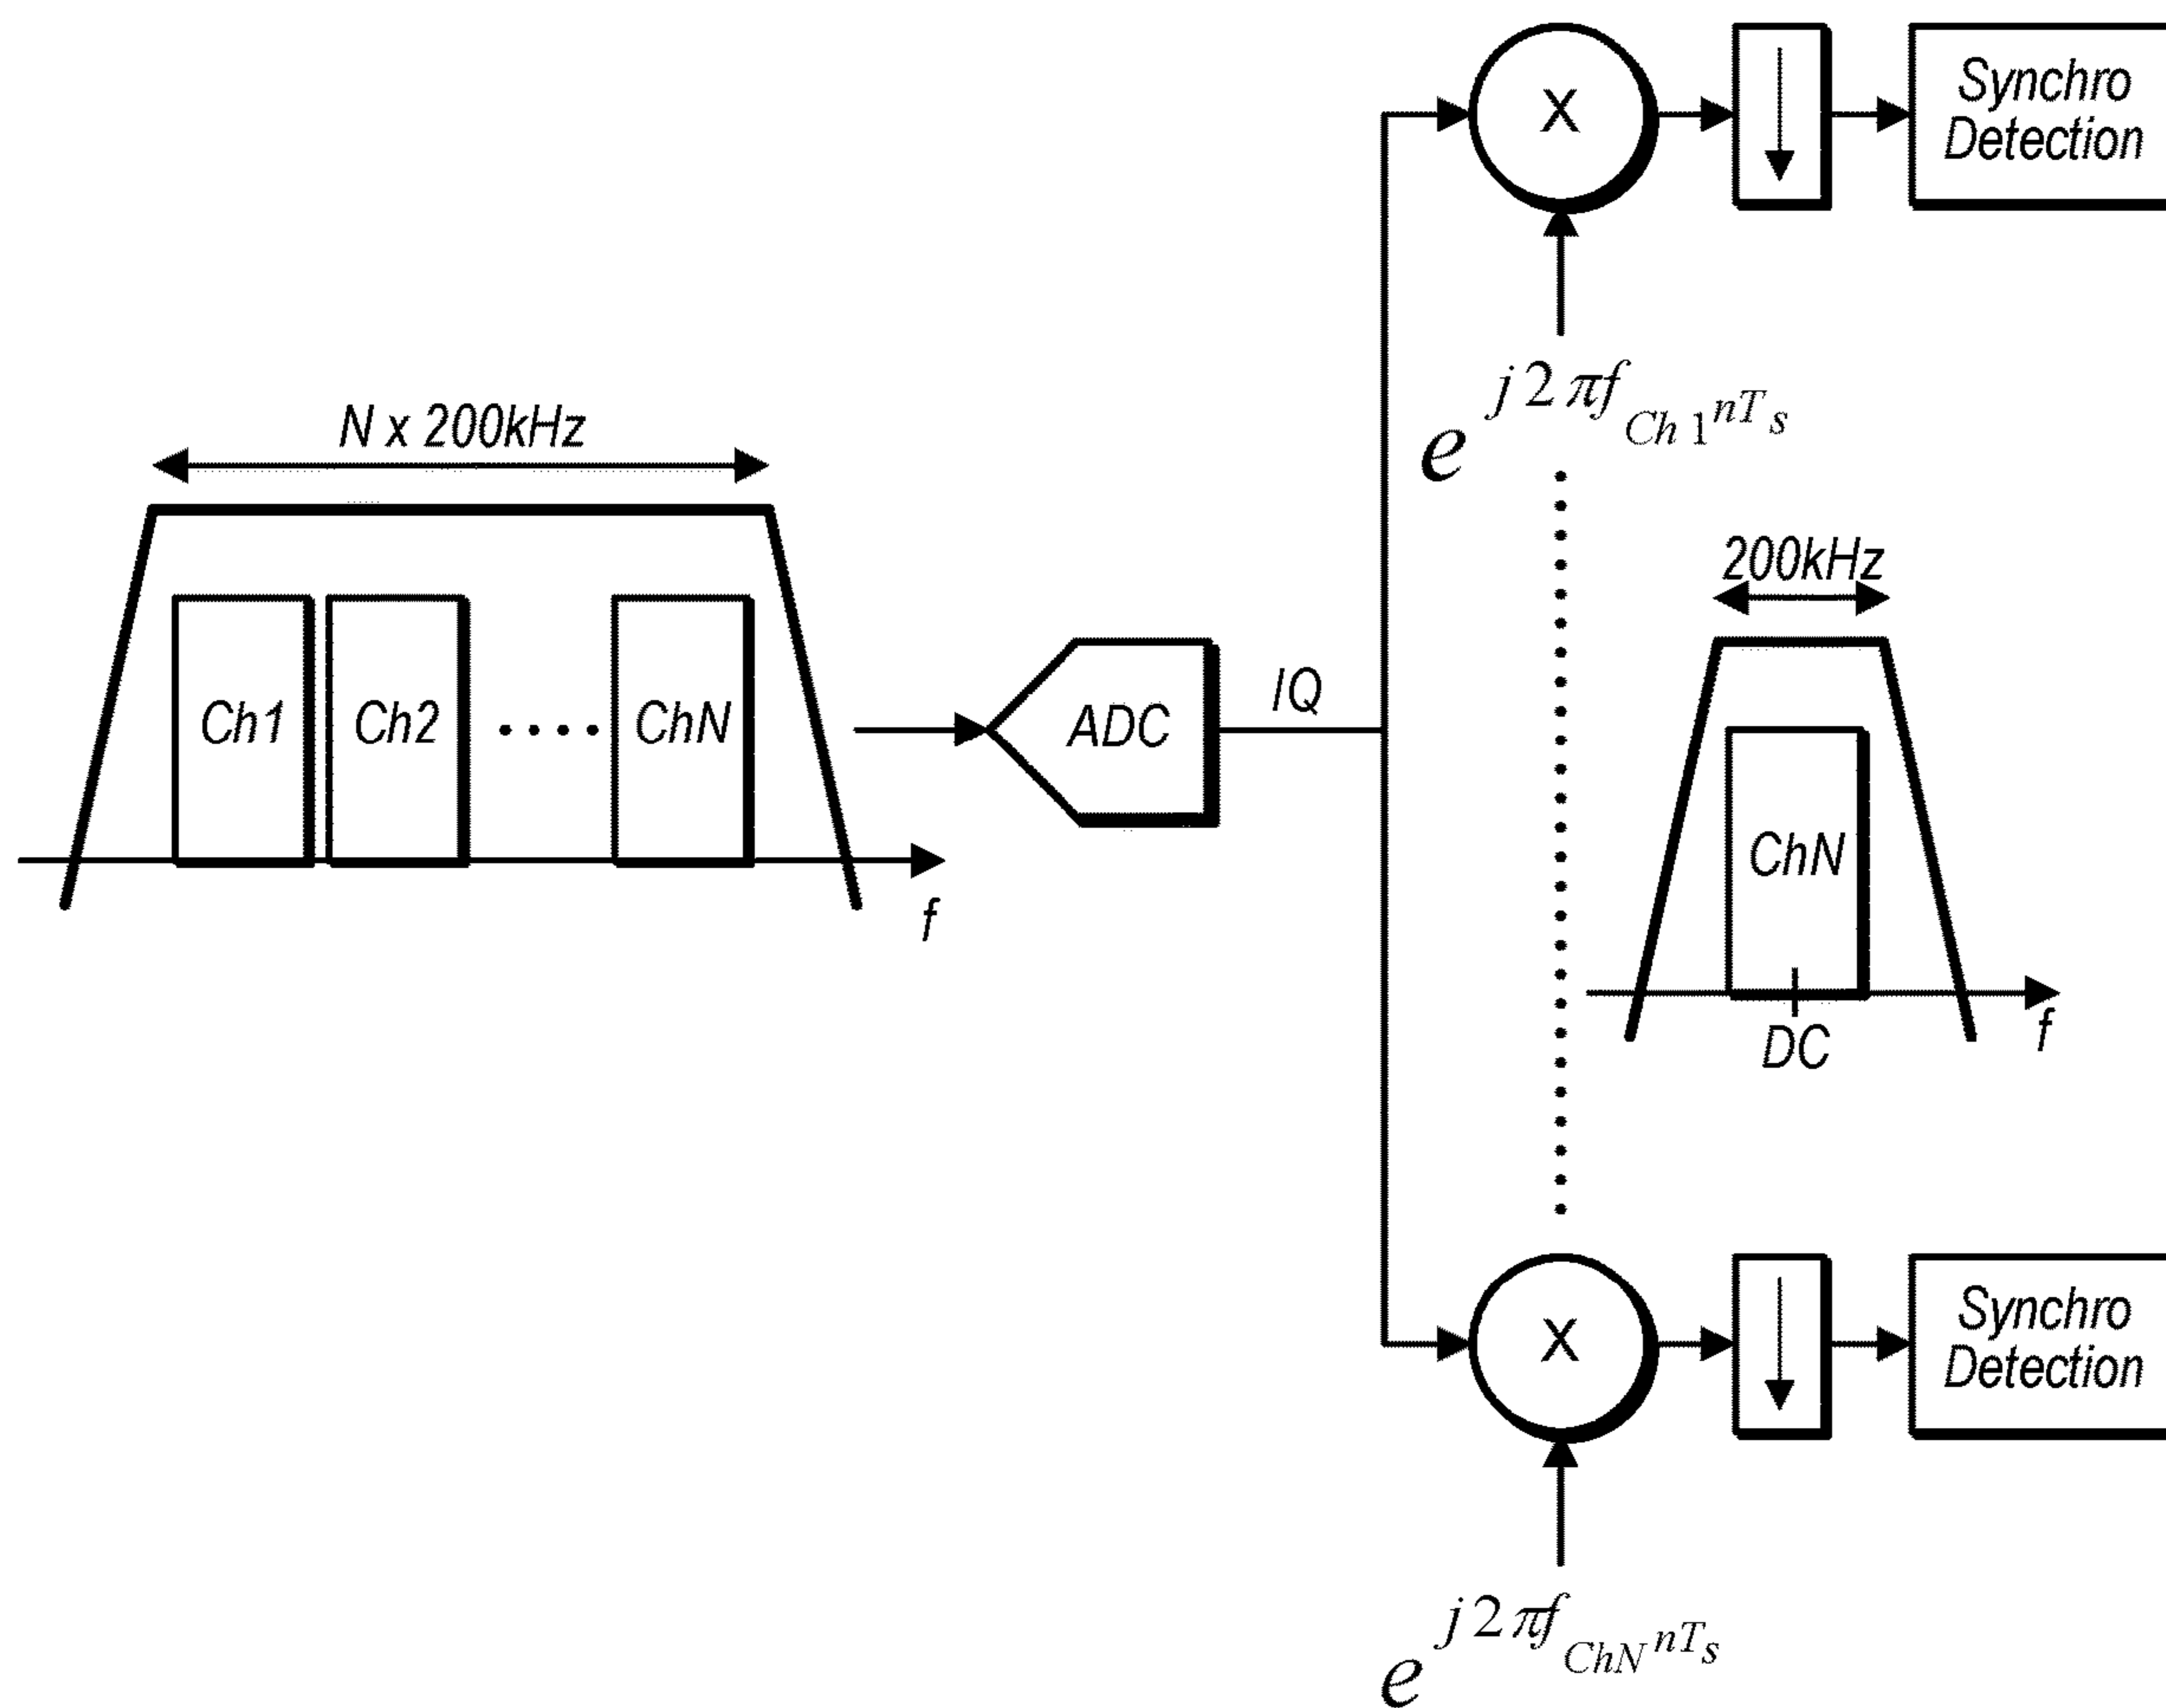 Synchro
Detection
X
e^{j2πf_{Ch1}nT_s}
N x 200kHz
200kHz
Ch1
Ch2
ChN
ADC
IQ
ChN
f
DC
f
X
Synchro
Detection
e^{j2πf_{ChN}nT_s}